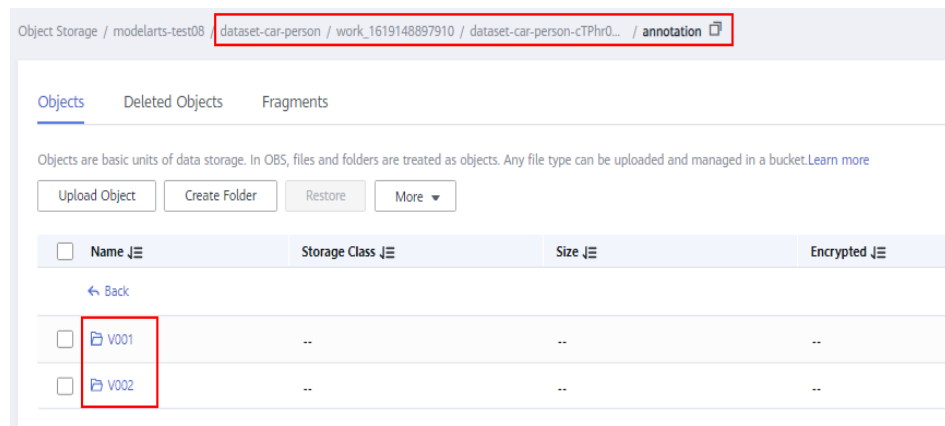 Object Storage / modelarts-test08 / dataset-car-person / work_1619148897910 / dataset-car-person-cTPhr0... / annotation
Objects Deleted Objects Fragments
Objects are basic units of data storage. In OBS, files and folders are treated as objects. Any file type can be uploaded and managed in a bucket.Learn more
Upload Object Create Folder Restore More
Name Storage Class Size Encrypted
Back
V001 -- -- --
V002 -- -- --